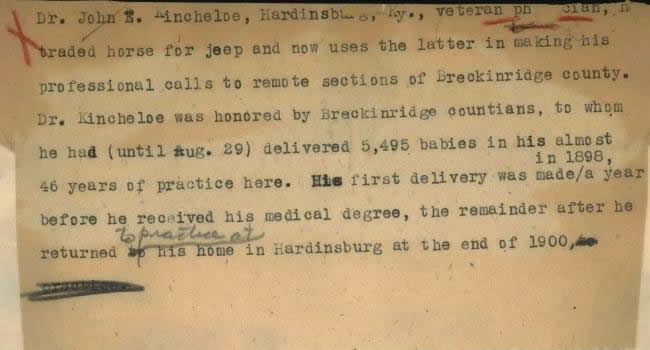 Dr. John E. Kincheloe, Hardinsburg, Ky., veteran ph cian,
traded horse for jeep and now uses the latter in making his
professional calls to remote sections of Breckinridge county.
Dr. Kincheloe was honored by Breckinridge countians, to whom
he had (until Aug. 29) delivered 5,495 babies in his almost
in 1898,
46 years of practice here. His first delivery was made/a year
before he received his medical degree, the remainder after he
to practice at
returned his home in Hardinsburg at the end of 1900,